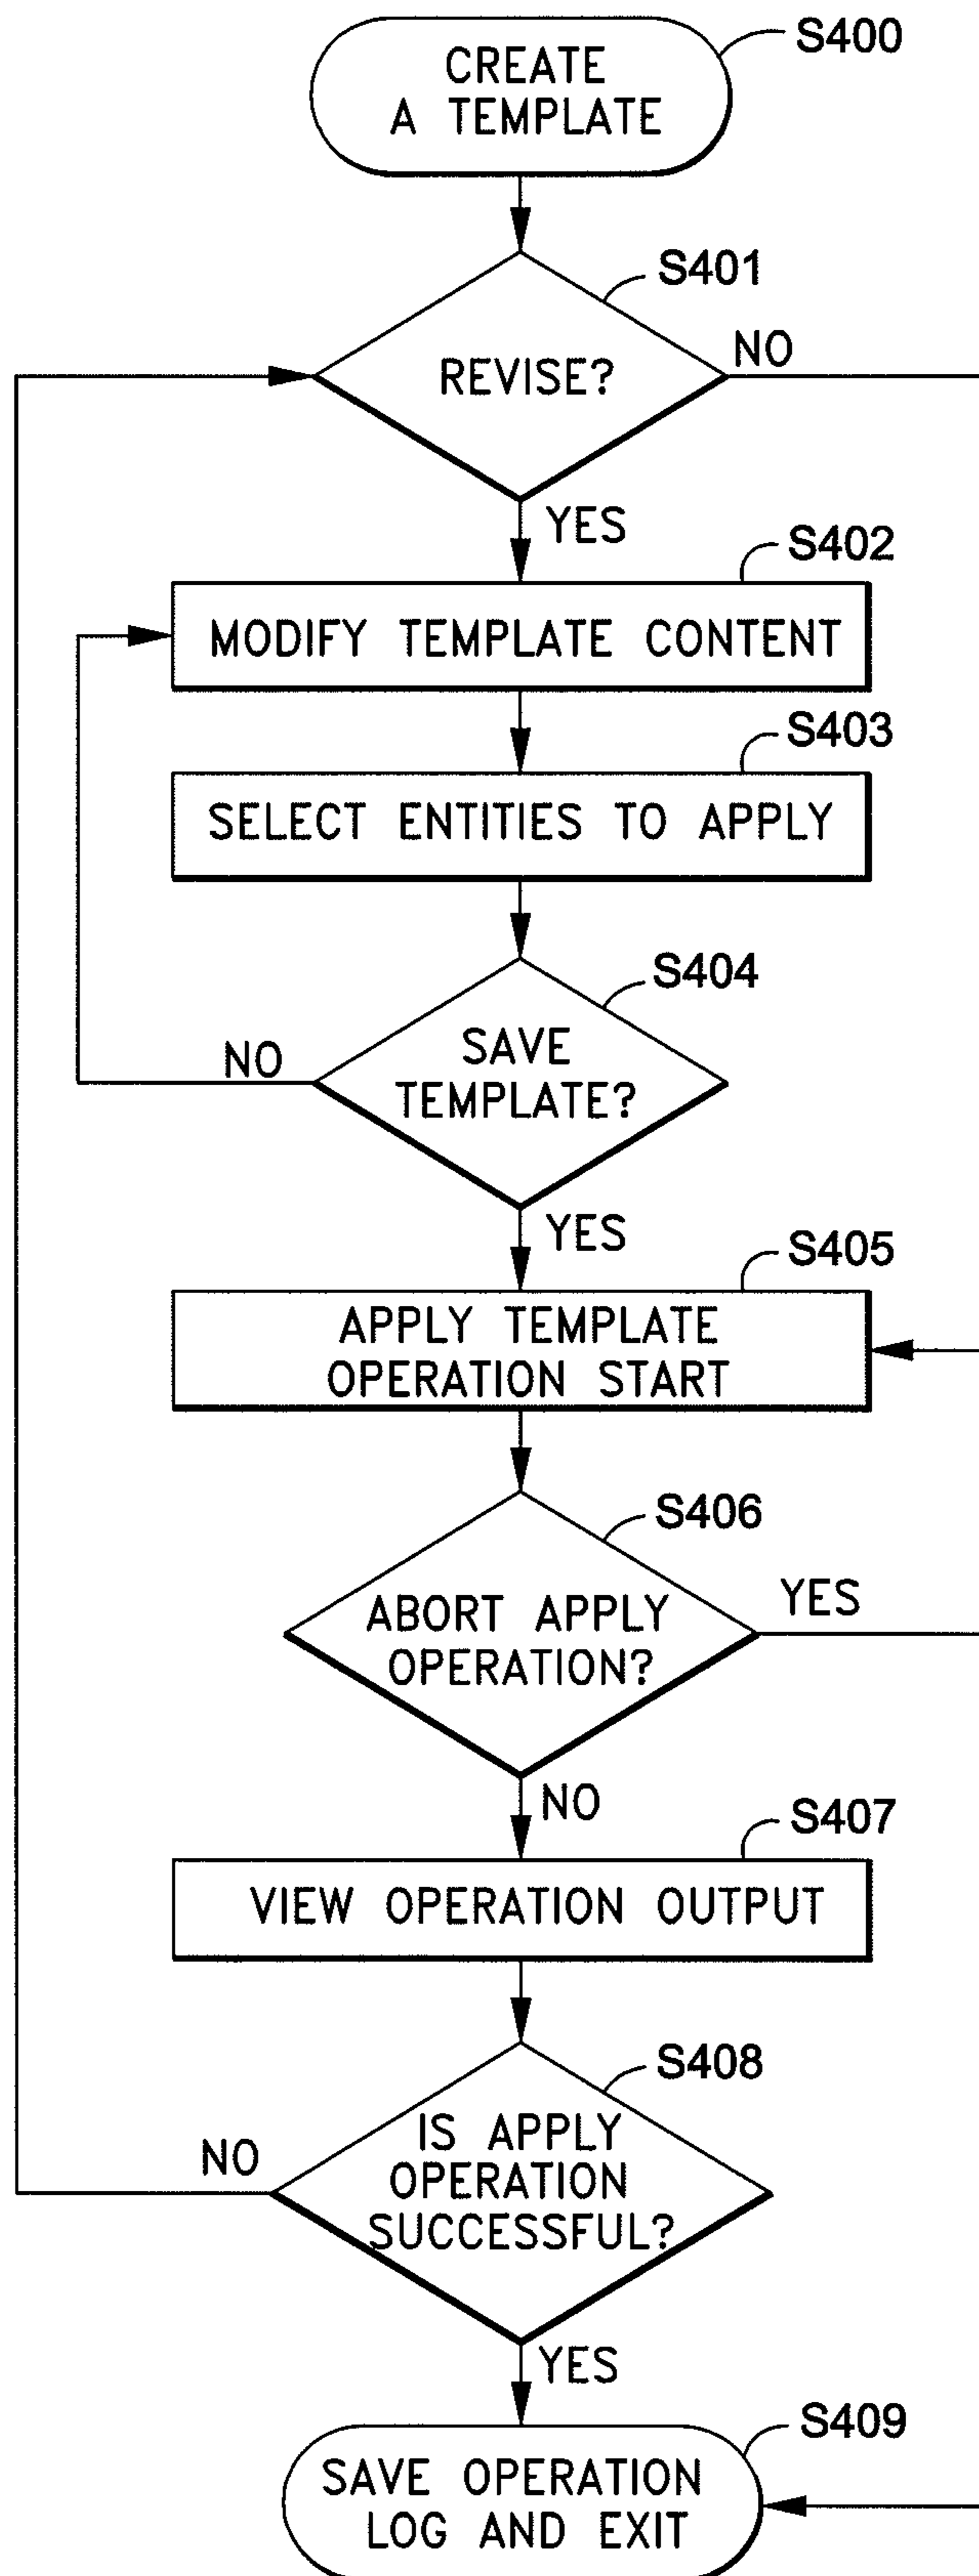 CREATE
A TEMPLATE
S400
S401
REVISE?
NO
YES
S402
MODIFY TEMPLATE CONTENT
S403
SELECT ENTITIES TO APPLY
S404
SAVE
TEMPLATE?
NO
YES
S405
APPLY TEMPLATE
OPERATION START
S406
ABORT APPLY
OPERATION?
YES
NO
S407
VIEW OPERATION OUTPUT
S408
IS APPLY
OPERATION
SUCCESSFUL?
NO
YES
S409
SAVE OPERATION
LOG AND EXIT